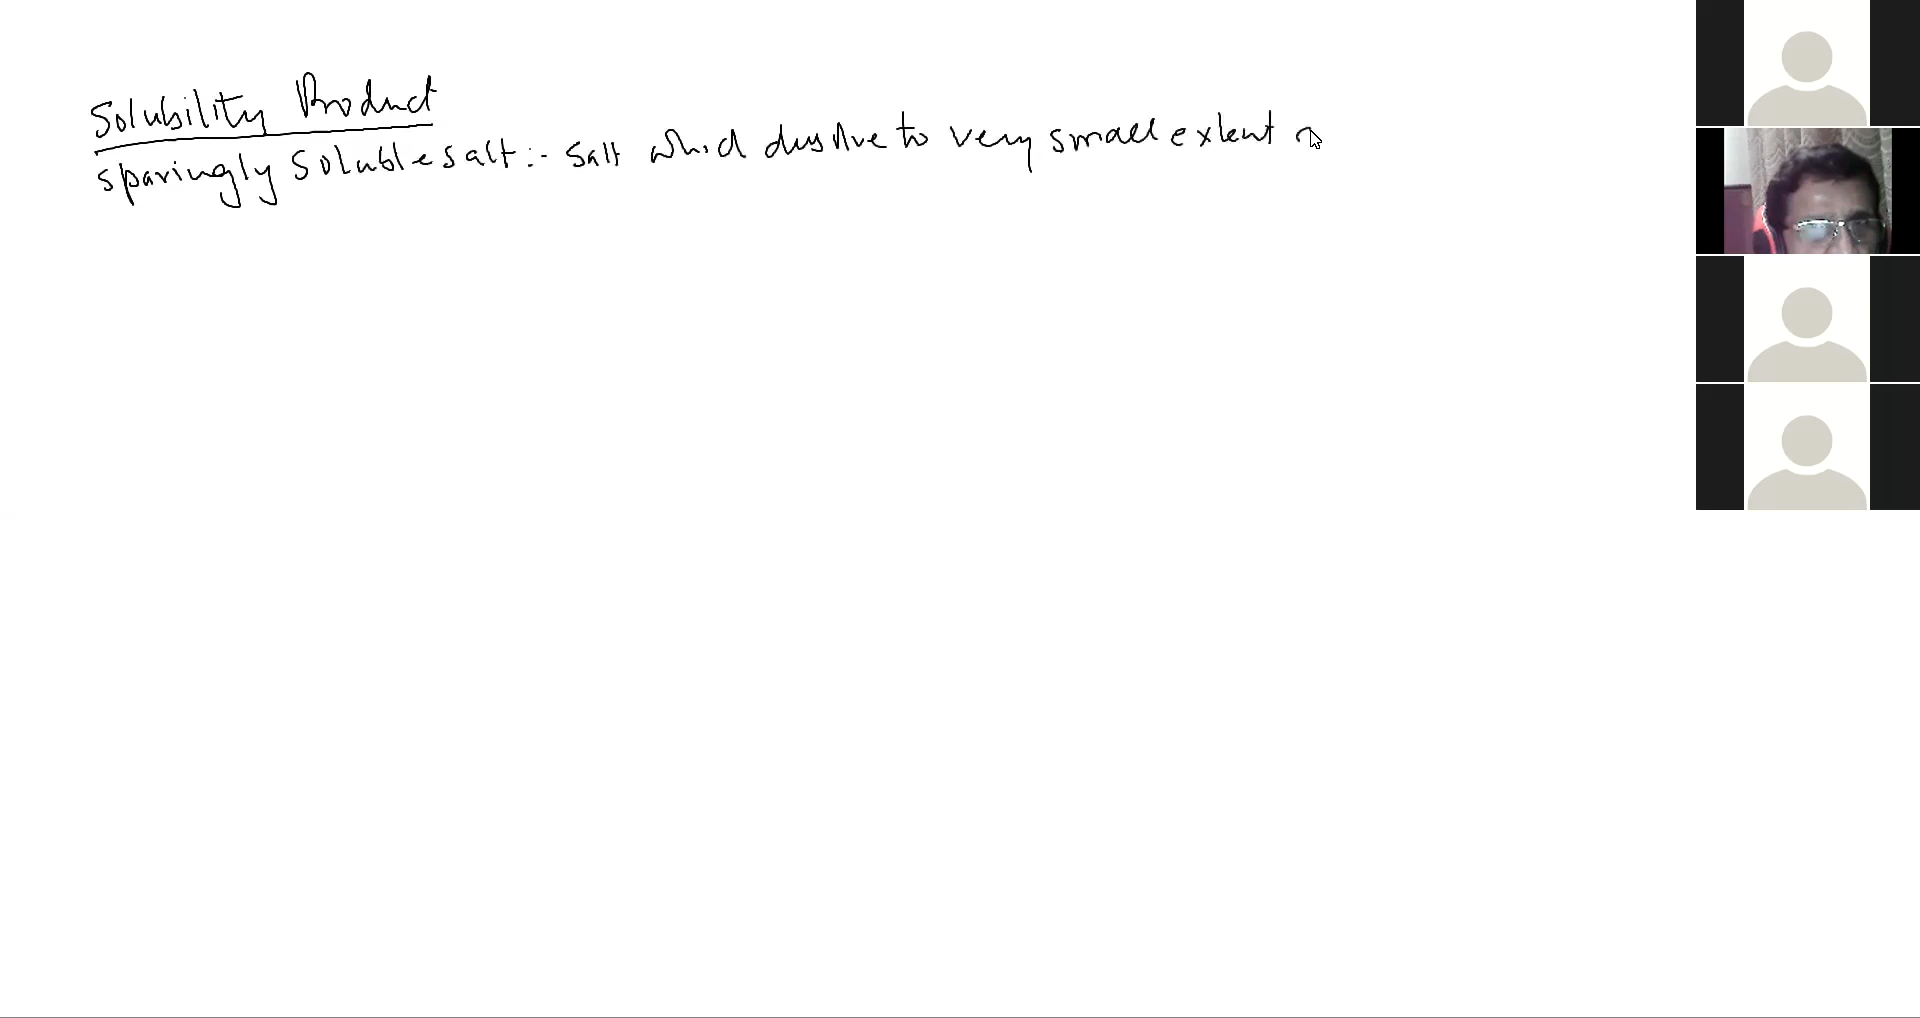 Solubility Product
sparingly soluble salt :- salt which dissolve to very small extent